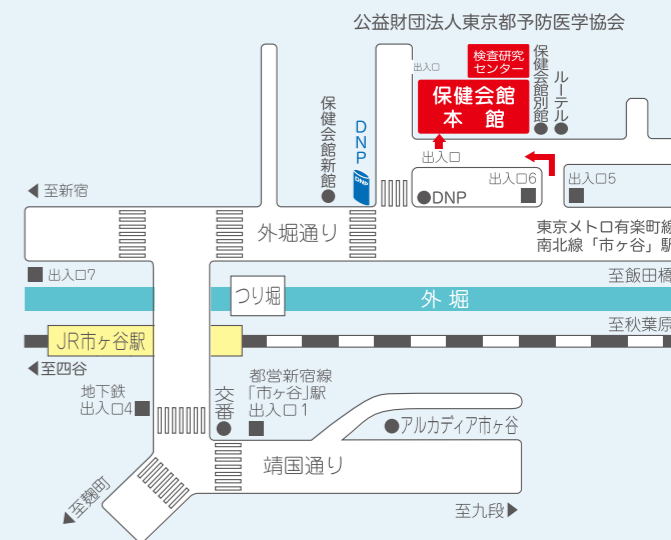 公益財団法人東京都予防医学協会
検査研究
センター
出入口
保健会館
本　館
保健会館別館
ルーテル
保健会館新館
DNP
DNP
出入口
出入口6
出入口5
DNP
至新宿
外堀通り
東京メトロ有楽町線
南北線「市ヶ谷」駅
出入口7
至飯田橋
つり堀
外 堀
至秋葉原
JR市ヶ谷駅
至四谷
地下鉄
出入口4
交番
都営新宿線
「市ヶ谷」駅
出入口1
アルカディア市ヶ谷
靖国通り
至麹町
至九段